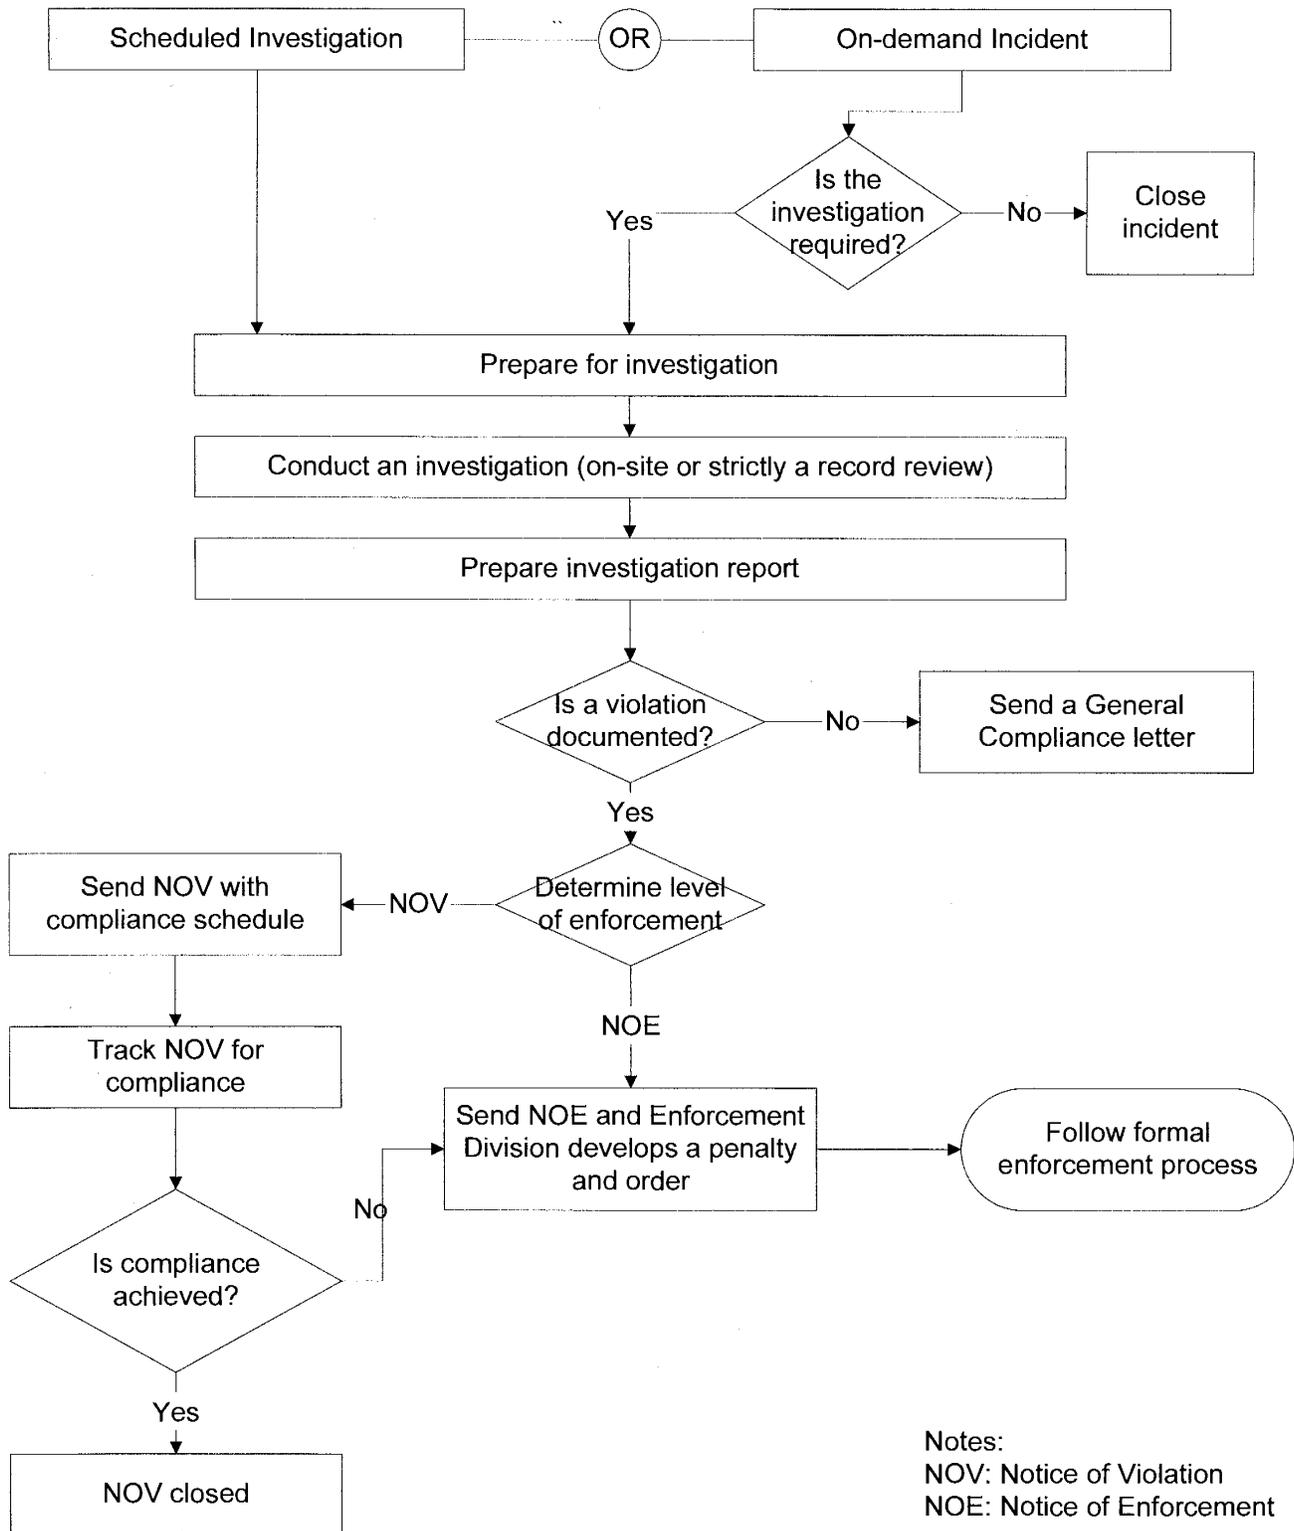 Scheduled Investigation
OR
On-demand Incident
Is the
investigation
required?
Yes
No
Close
incident
Prepare for investigation
Conduct an investigation (on-site or strictly a record review)
Prepare investigation report
Is a violation
documented?
No
Send a General
Compliance letter
Yes
Determine level
of enforcement
NOV
Send NOV with
compliance schedule
NOE
Track NOV for
compliance
Send NOE and Enforcement
Division develops a penalty
and order
Follow formal
enforcement process
No
Is compliance
achieved?
Yes
NOV closed
Notes:
NOV: Notice of Violation
NOE: Notice of Enforcement